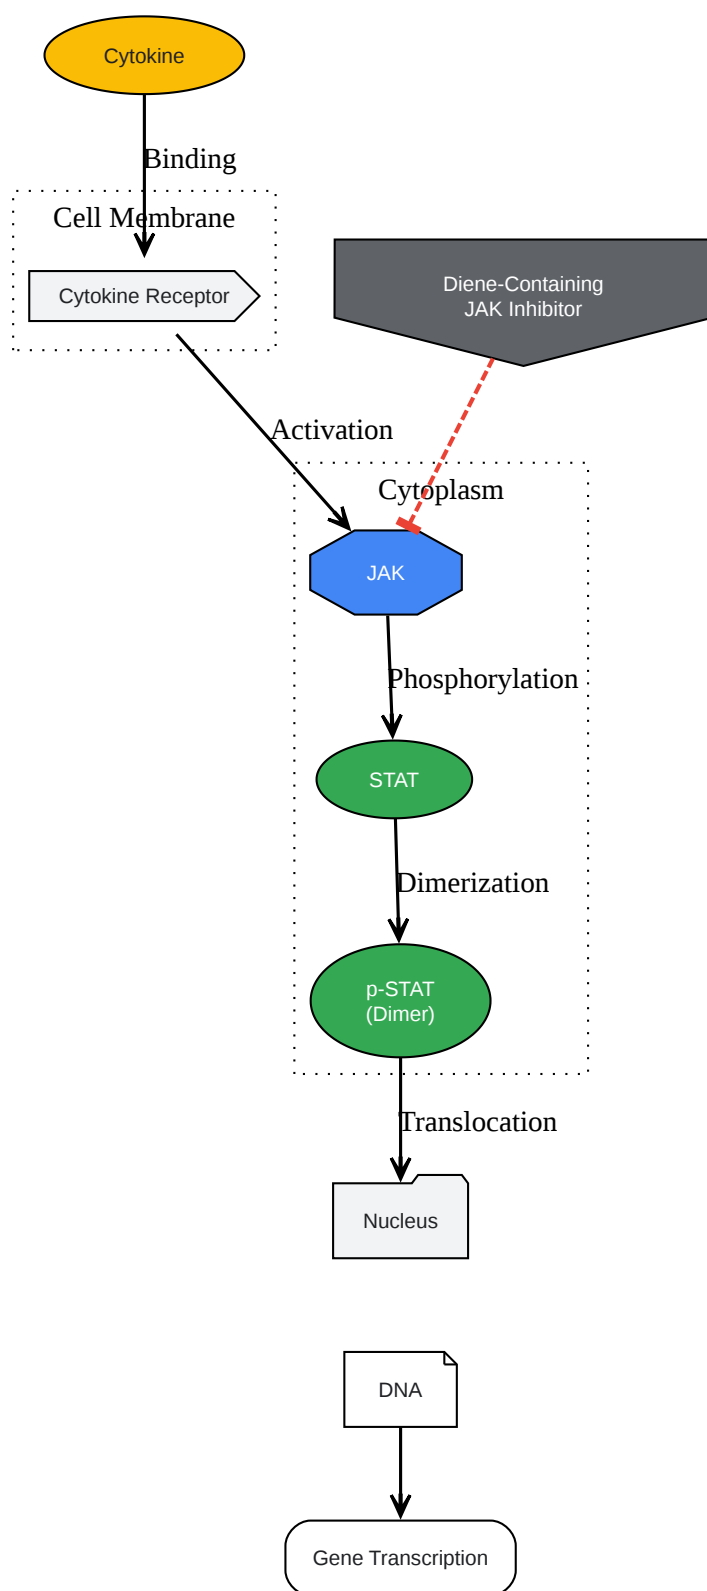 Cytokine
Binding
Cell Membrane
Cytokine Receptor
Diene-Containing
JAK Inhibitor
Activation
Cytoplasm
JAK
Phosphorylation
STAT
Dimerization
p-STAT
(Dimer)
Translocation
Nucleus
DNA
Gene Transcription